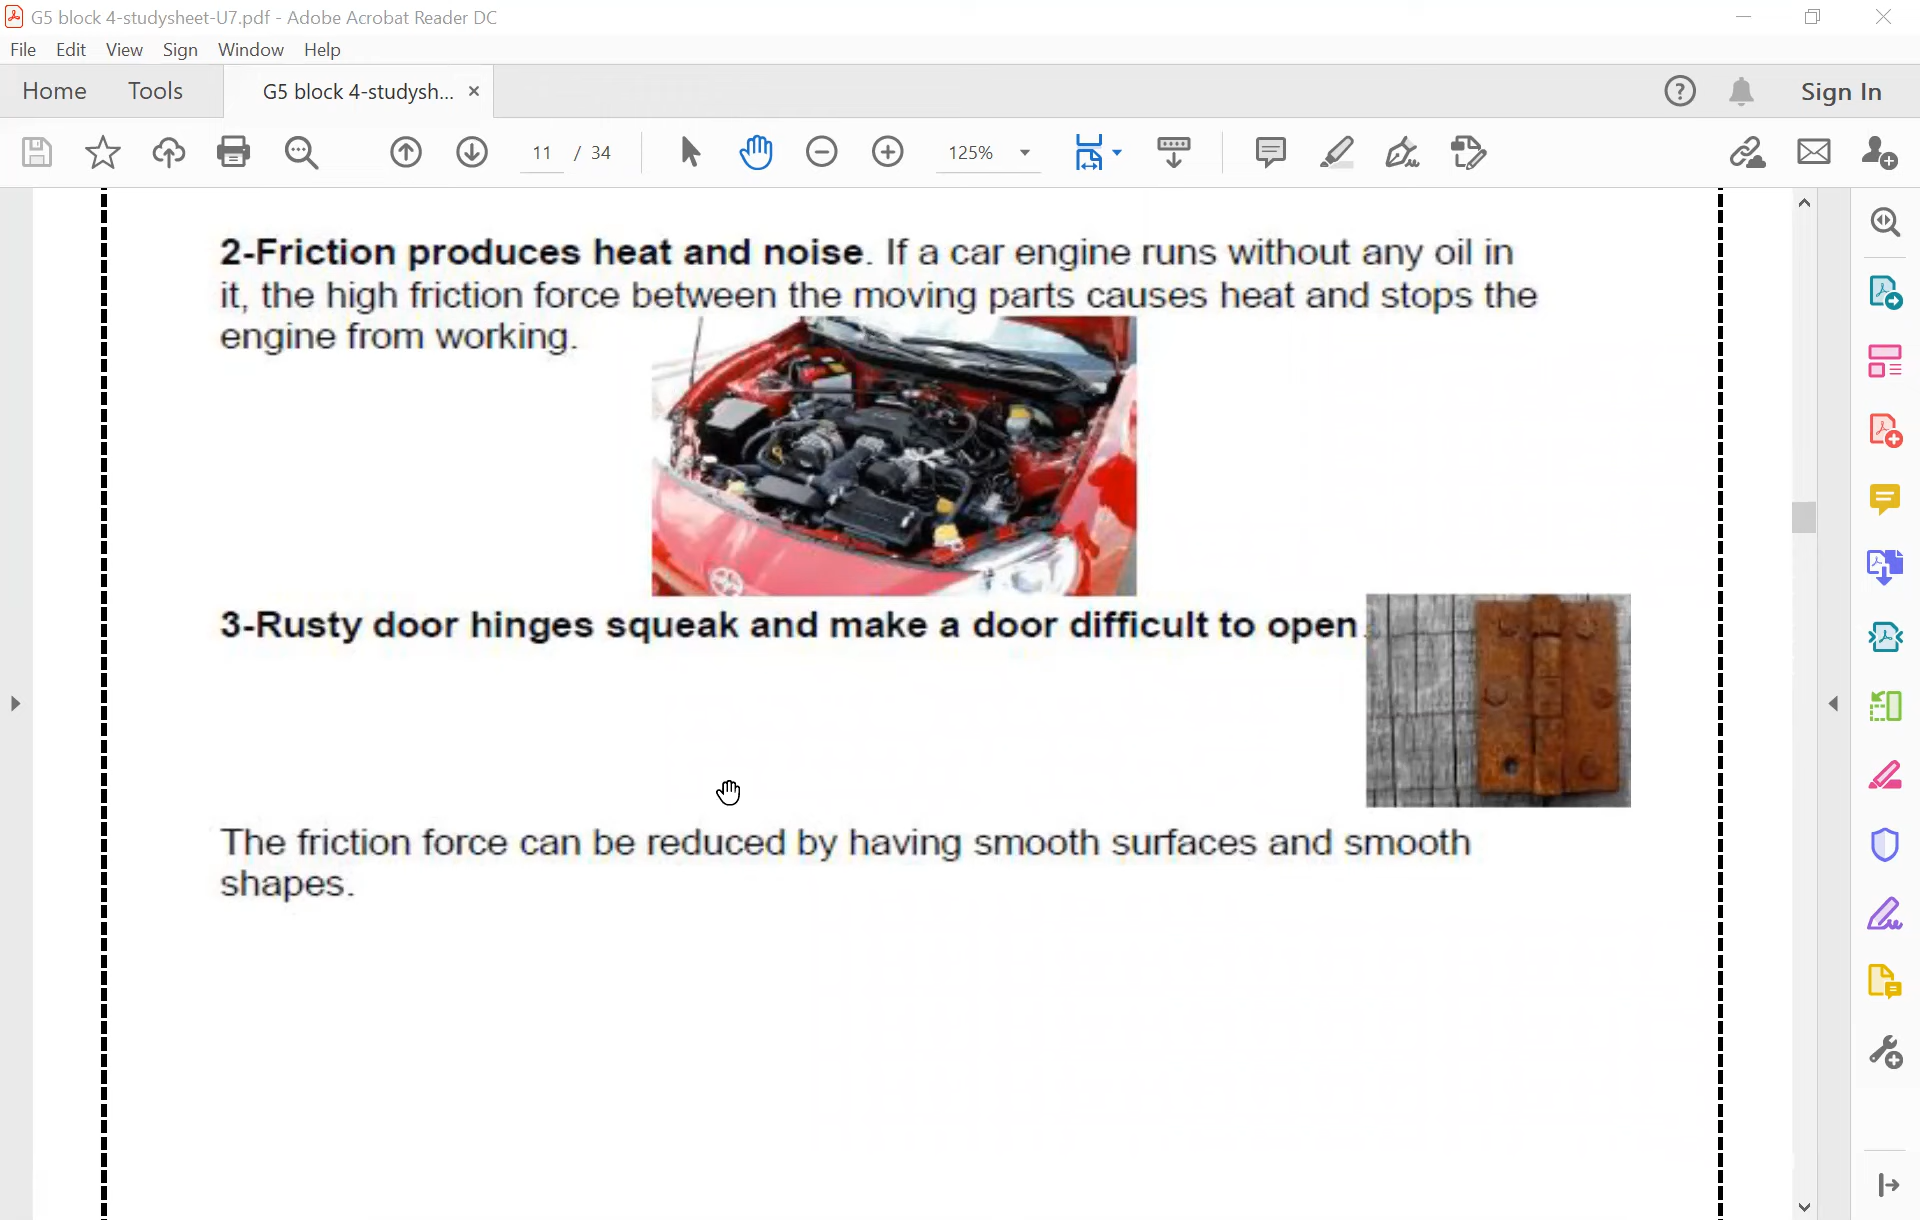 G5 block 4-studysheet-U7.pdf - Adobe Acrobat Reader DC
File Edit View Sign Window Help
Home Tools G5 block 4-studysh... × Sign In
11 / 34 125%
2-Friction produces heat and noise. If a car engine runs without any oil in
it, the high friction force between the moving parts causes heat and stops the
engine from working.
3-Rusty door hinges squeak and make a door difficult to open.
The friction force can be reduced by having smooth surfaces and smooth
shapes.